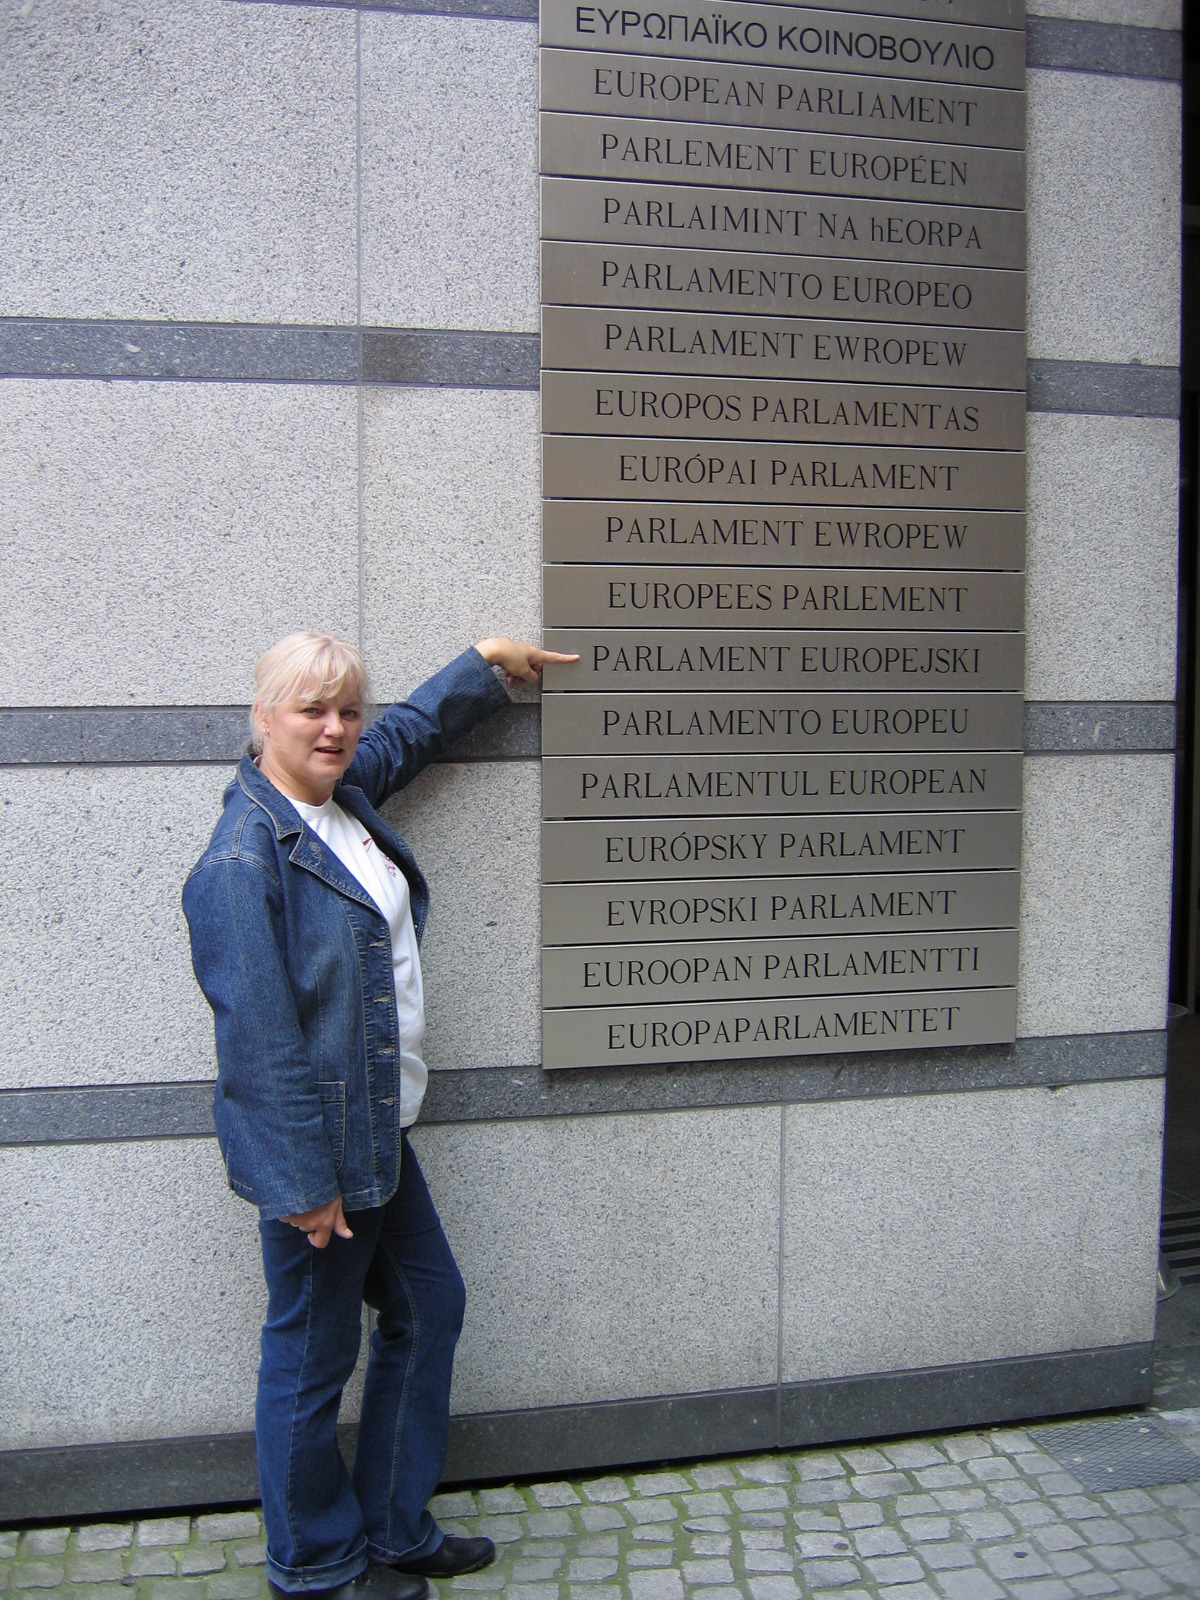 ΕΥΡΩΠΑΪΚΟ ΚΟΙΝΟΒΟΥΛΙΟ
EUROPEAN PARLIAMENT
PARLEMENT EUROPÉEN
PARLAIMINT NA hEORPA
PARLAMENTO EUROPEO
PARLAMENT EWROPEW
EUROPOS PARLAMENTAS
EURÓPAI PARLAMENT
PARLAMENT EWROPEW
EUROPEES PARLEMENT
PARLAMENT EUROPEJSKI
PARLAMENTO EUROPEU
PARLAMENTUL EUROPEAN
EURÓPSKY PARLAMENT
EVROPSKI PARLAMENT
EUROOPAN PARLAMENTTI
EUROPAPARLAMENTET